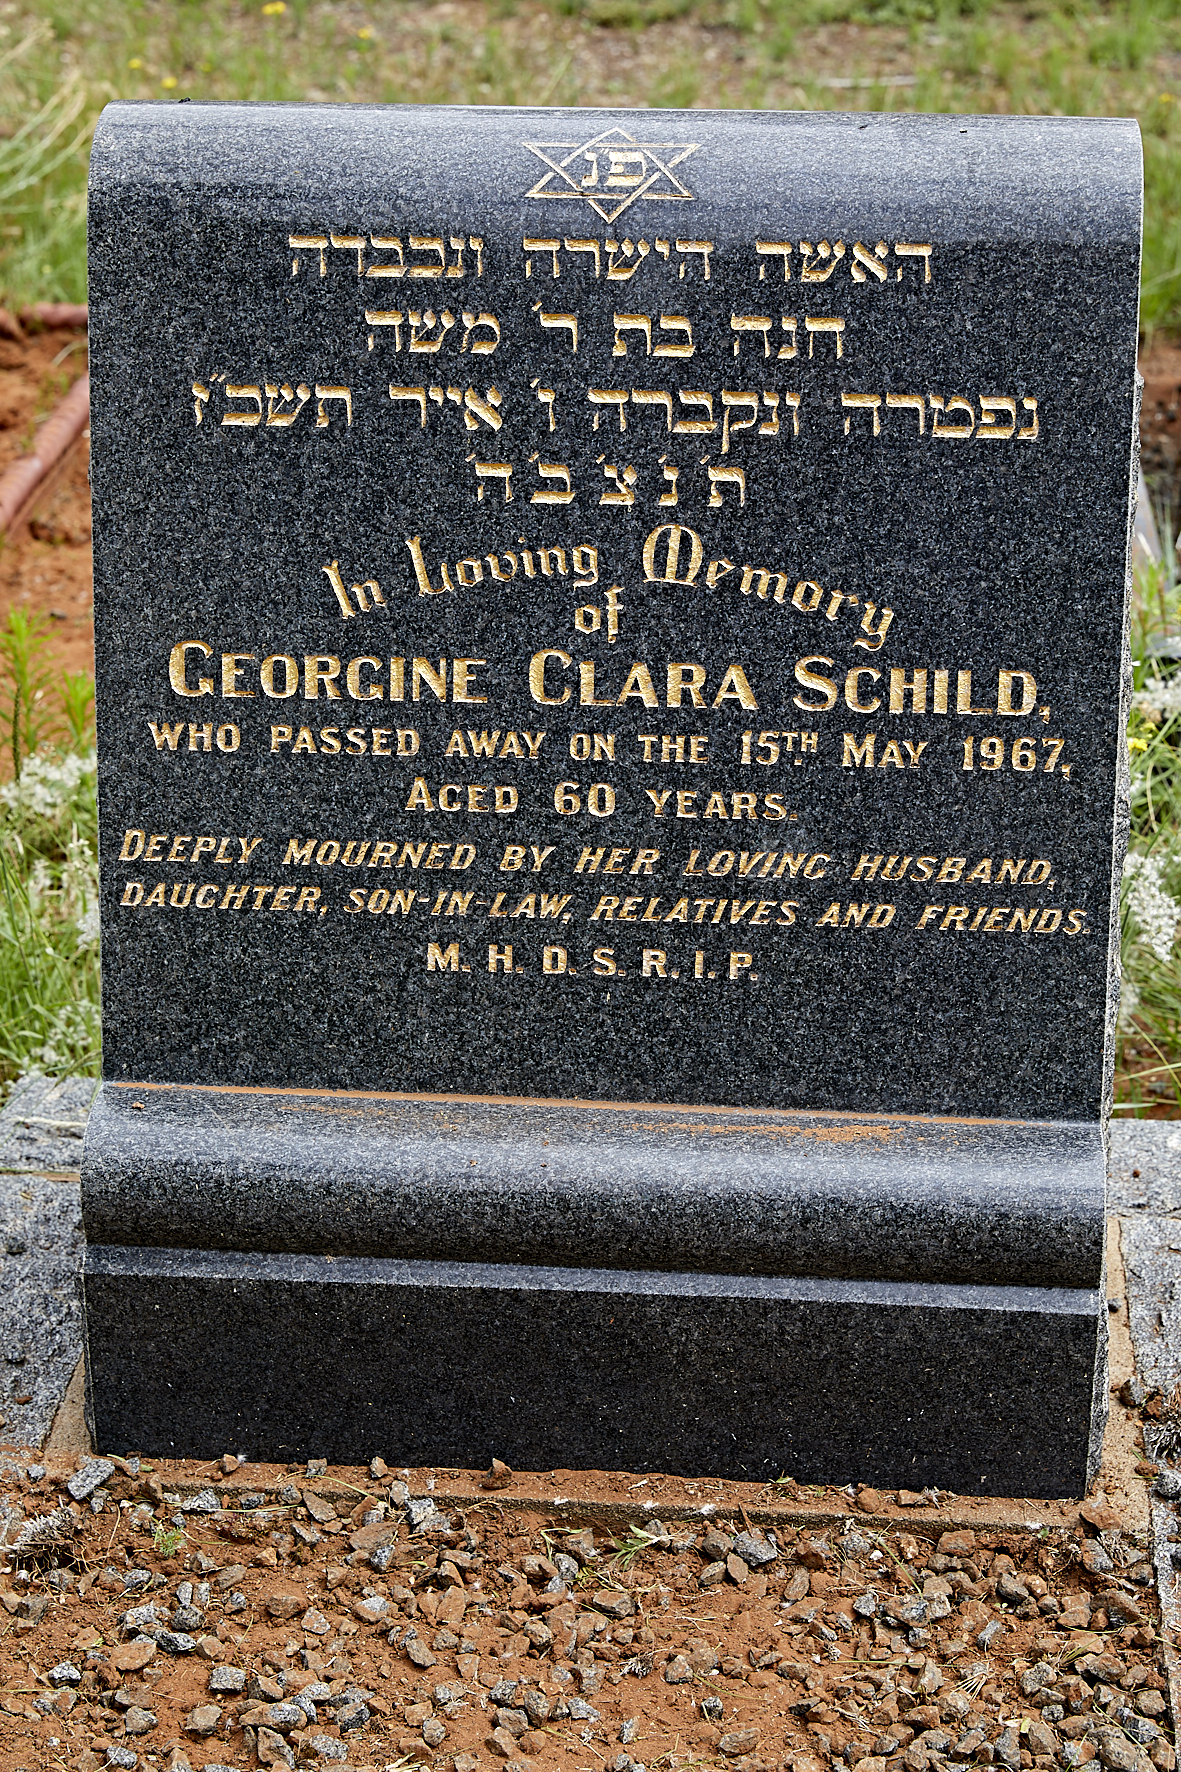 פ'נ
האשה הישרה ונכבדה
חנה בת ר' משה
נפטרה ונקברה ו' אייר תשכ"ז
ת' נ' צ' ב' ה'
In Loving Memory
of
GEORGINE CLARA SCHILD,
WHO PASSED AWAY ON THE 15TH MAY 1967,
AGED 60 YEARS.
DEEPLY MOURNED BY HER LOVING HUSBAND,
DAUGHTER, SON-IN-LAW, RELATIVES AND FRIENDS.
M. H. D. S. R. I. P.